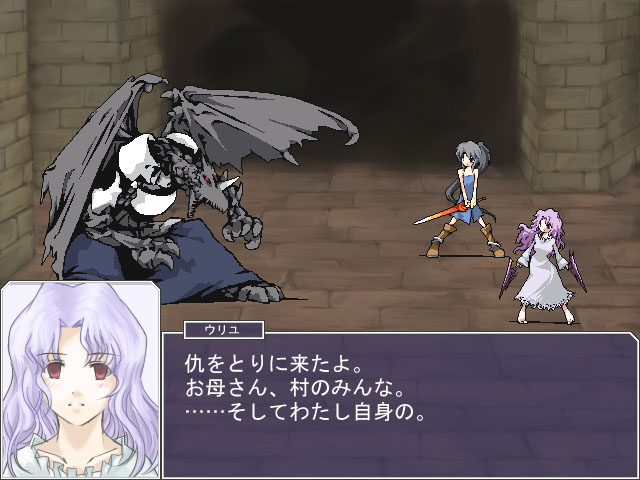 ウリユ
仇をとりに来たよ。
お母さん、村のみんな。
……そしてわたし自身の。